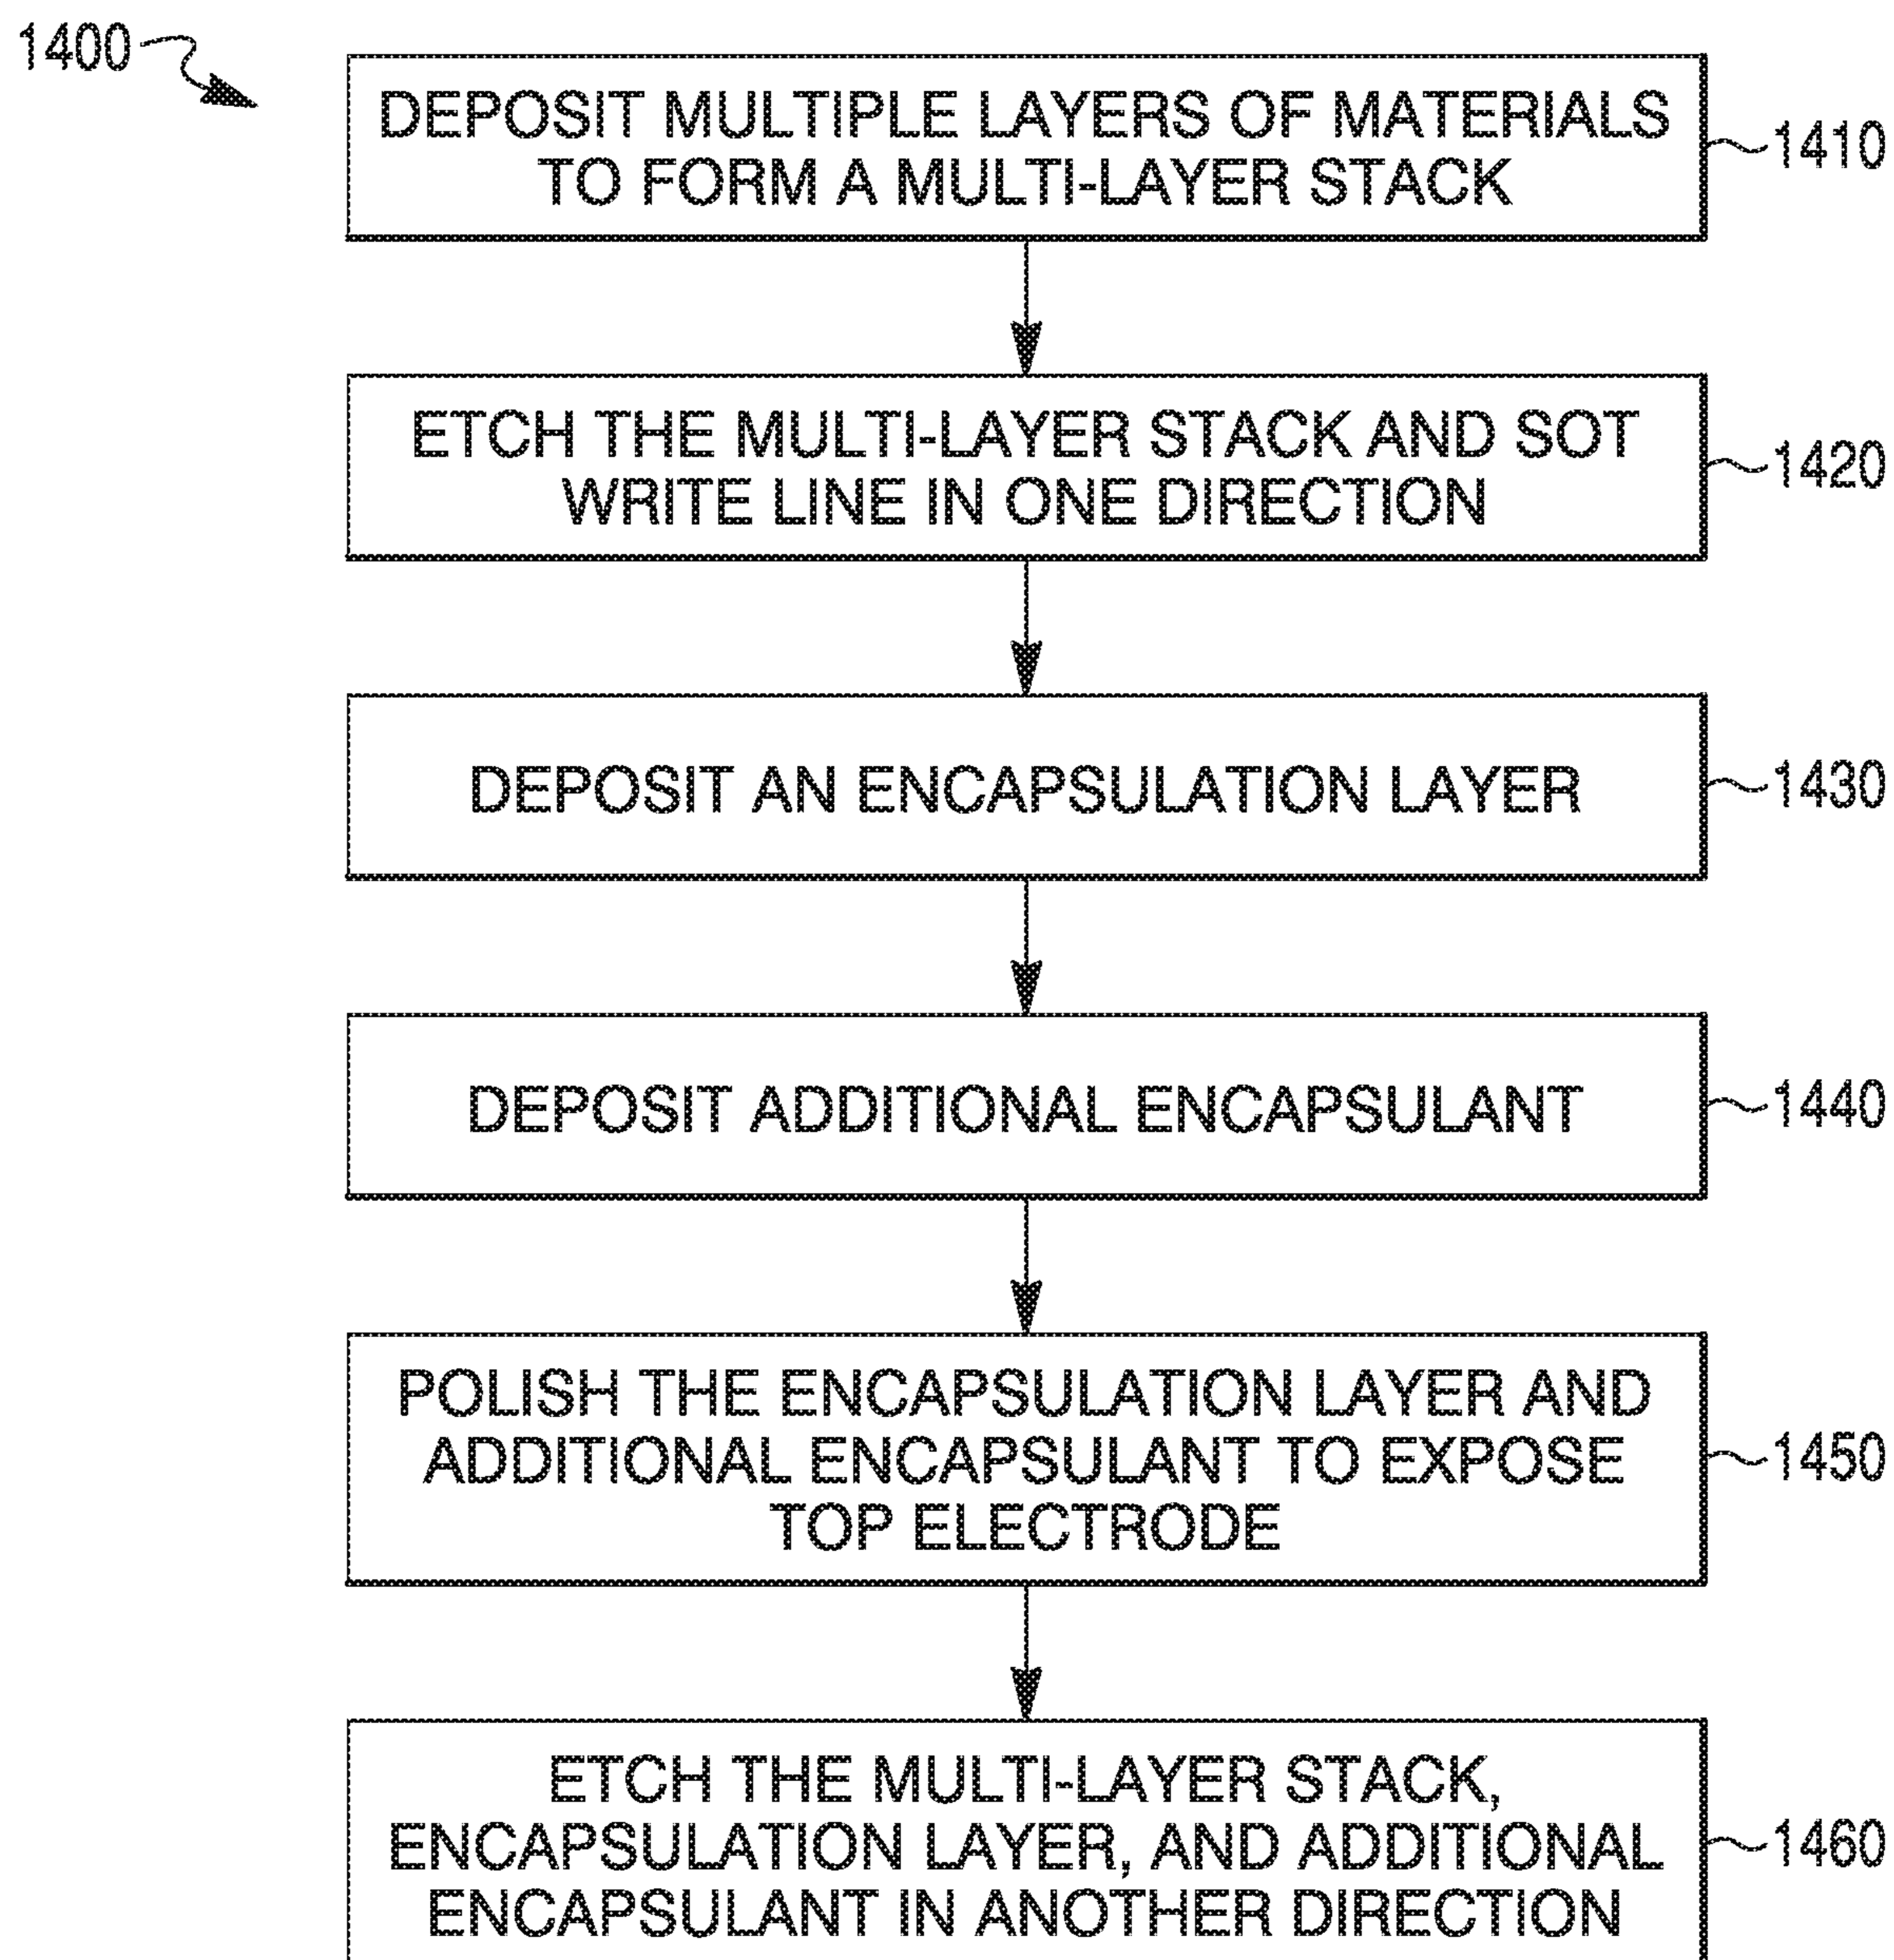 1400
DEPOSIT MULTIPLE LAYERS OF MATERIALS
TO FORM A MULTI-LAYER STACK
1410
ETCH THE MULTI-LAYER STACK AND SOT
WRITE LINE IN ONE DIRECTION
1420
DEPOSIT AN ENCAPSULATION LAYER
1430
DEPOSIT ADDITIONAL ENCAPSULANT
1440
POLISH THE ENCAPSULATION LAYER AND
ADDITIONAL ENCAPSULANT TO EXPOSE
TOP ELECTRODE
1450
ETCH THE MULTI-LAYER STACK,
ENCAPSULATION LAYER, AND ADDITIONAL
ENCAPSULANT IN ANOTHER DIRECTION
1460